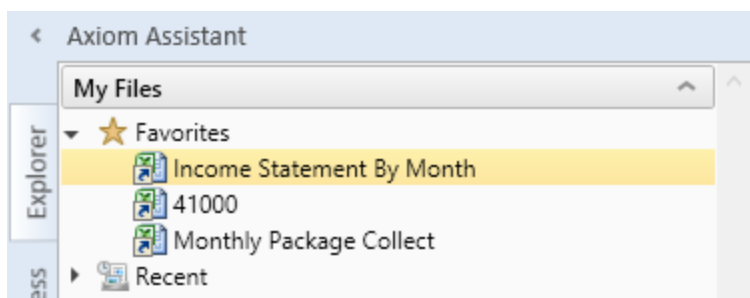 Axiom Assistant
My Files
Explorer
Favorites
Income Statement By Month
41000
Monthly Package Collect
Recent